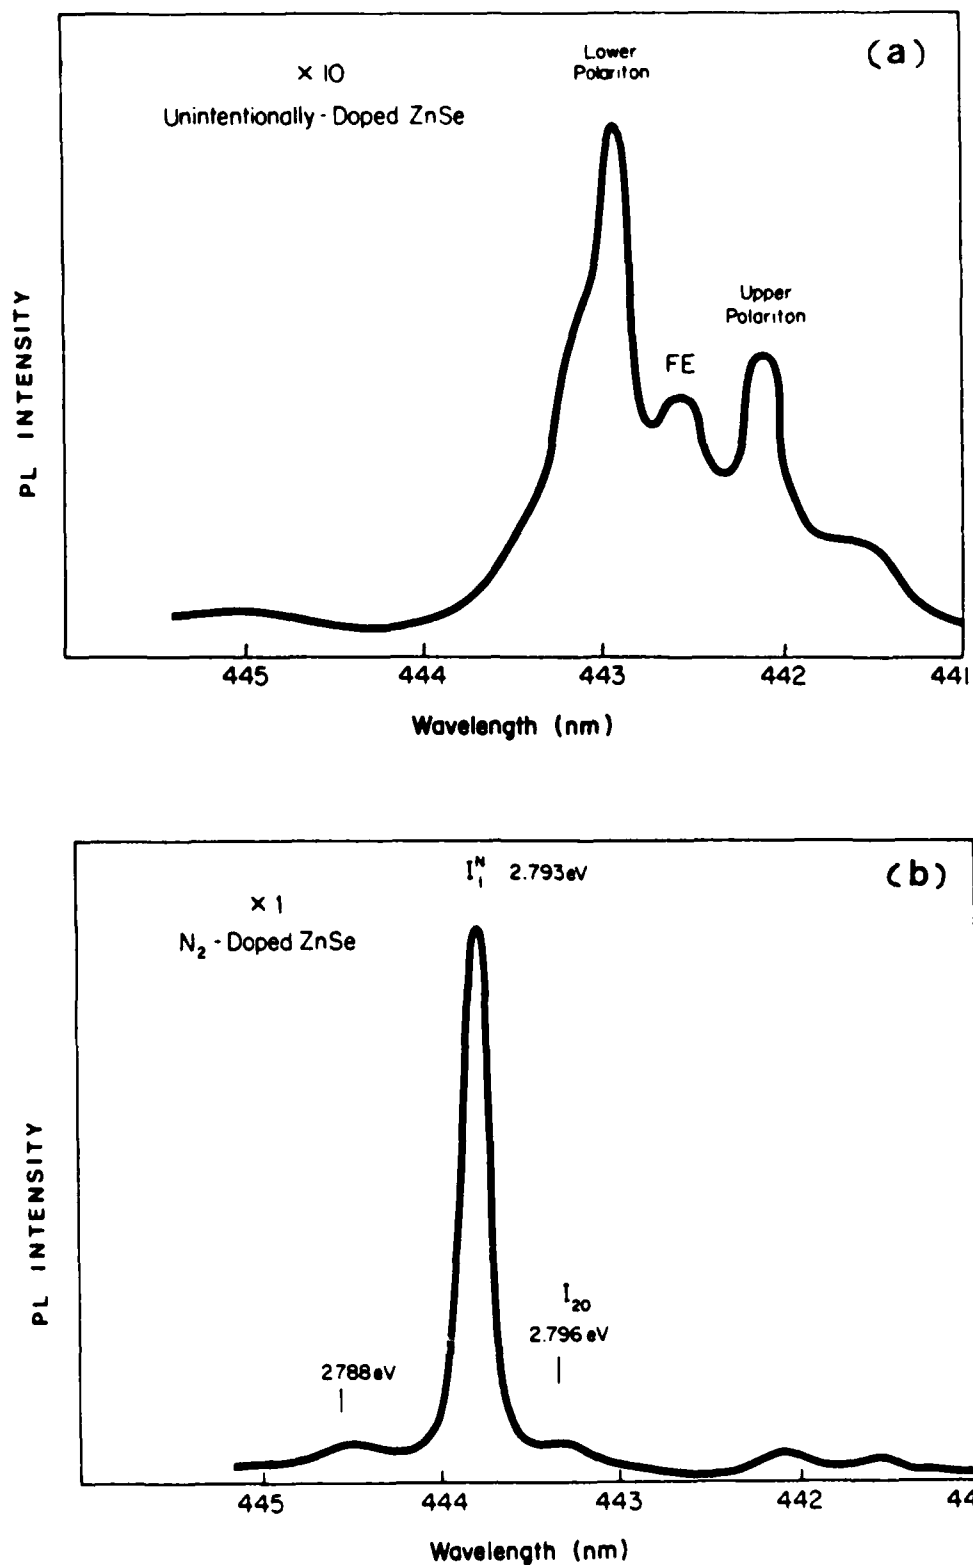 (a)
Lower
Polariton
× 10
Unintentionally - Doped ZnSe
Upper
Polariton
FE
PL INTENSITY
445 444 443 442 441
Wavelength (nm)
(b)
I₁ᴺ 2.793eV
× 1
N₂ - Doped ZnSe
I₂₀
2.796 eV
2788eV
PL INTENSITY
445 444 443 442 44
Wavelength (nm)